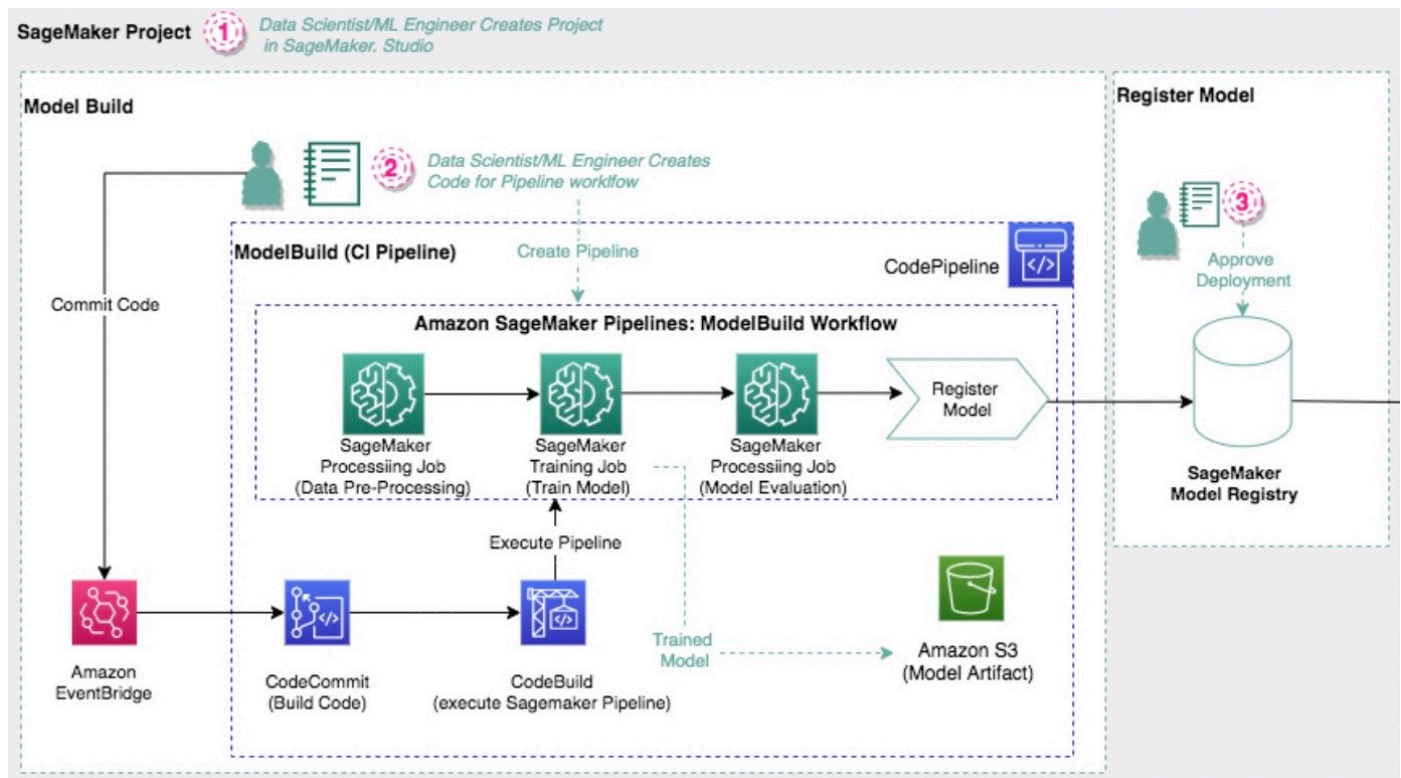 SageMaker Project
1
Data Scientist/ML Engineer Creates Project
in SageMaker. Studio
Model Build
Register Model
2
Data Scientist/ML Engineer Creates
Code for Pipeline worklfow
3
Approve
Deployment
ModelBuild (CI Pipeline)
Create Pipeline
CodePipeline
Commit Code
Amazon SageMaker Pipelines: ModelBuild Workflow
Register
Model
SageMaker
Processiing Job
(Data Pre-Processing)
SageMaker
Training Job
(Train Model)
SageMaker
Processiing Job
(Model Evaluation)
SageMaker
Model Registry
Execute Pipeline
Trained
Model
Amazon
EventBridge
CodeCommit
(Build Code)
CodeBuild
(execute Sagemaker Pipeline)
Amazon S3
(Model Artifact)